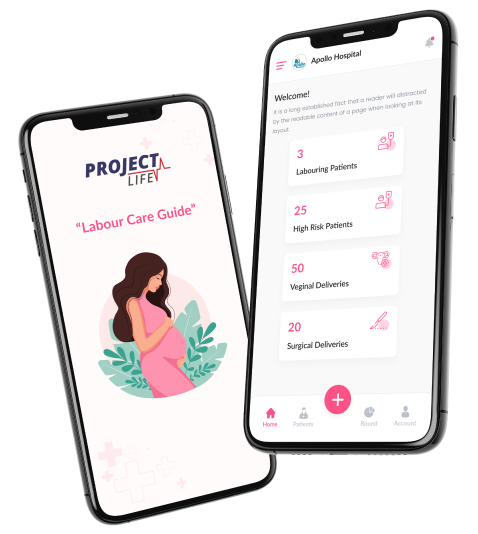 PROJECT
LIFE
“Labour Care Guide”
Apollo Hospital
Welcome!
It is a long established fact that a reader will distracted
by the readable content of a page when looking at its
layout.
3
Labouring Patients
25
High Risk Patients
50
Veginal Deliveries
20
Surgical Deliveries
+
Home
Patients
Round
Account